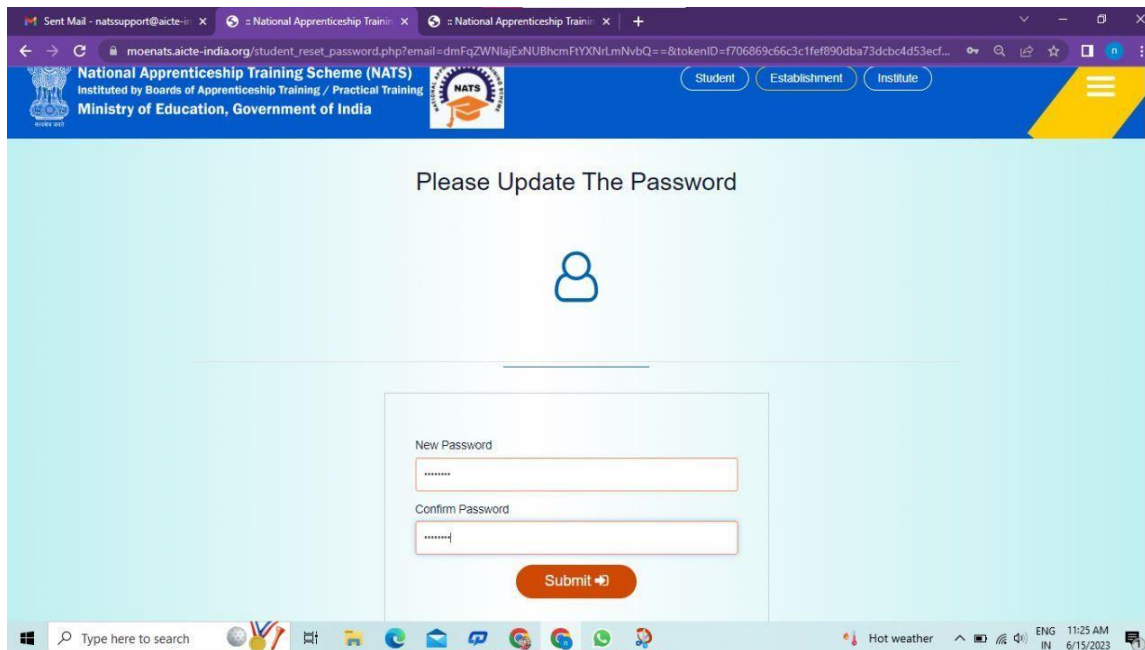 Sent Mail - natssupport@aicte-in
:: National Apprenticeship Trainin
:: National Apprenticeship Trainin
moenats.aicte-india.org/student_reset_password.php?email=dmFqZWNlajExNUBhcmFtYXNrLmNvbQ==&tokenID=f706869c66c3c1fef890dba73dcbc4d53ecf...
n
National Apprenticeship Training Scheme (NATS)
Instituted by Boards of Apprenticeship Training / Practical Training
Ministry of Education, Government of India
NATS
Student
Establishment
Institute
Please Update The Password
New Password
Confirm Password
Submit
Type here to search
Hot weather
ENG
IN
11:25 AM
6/15/2023